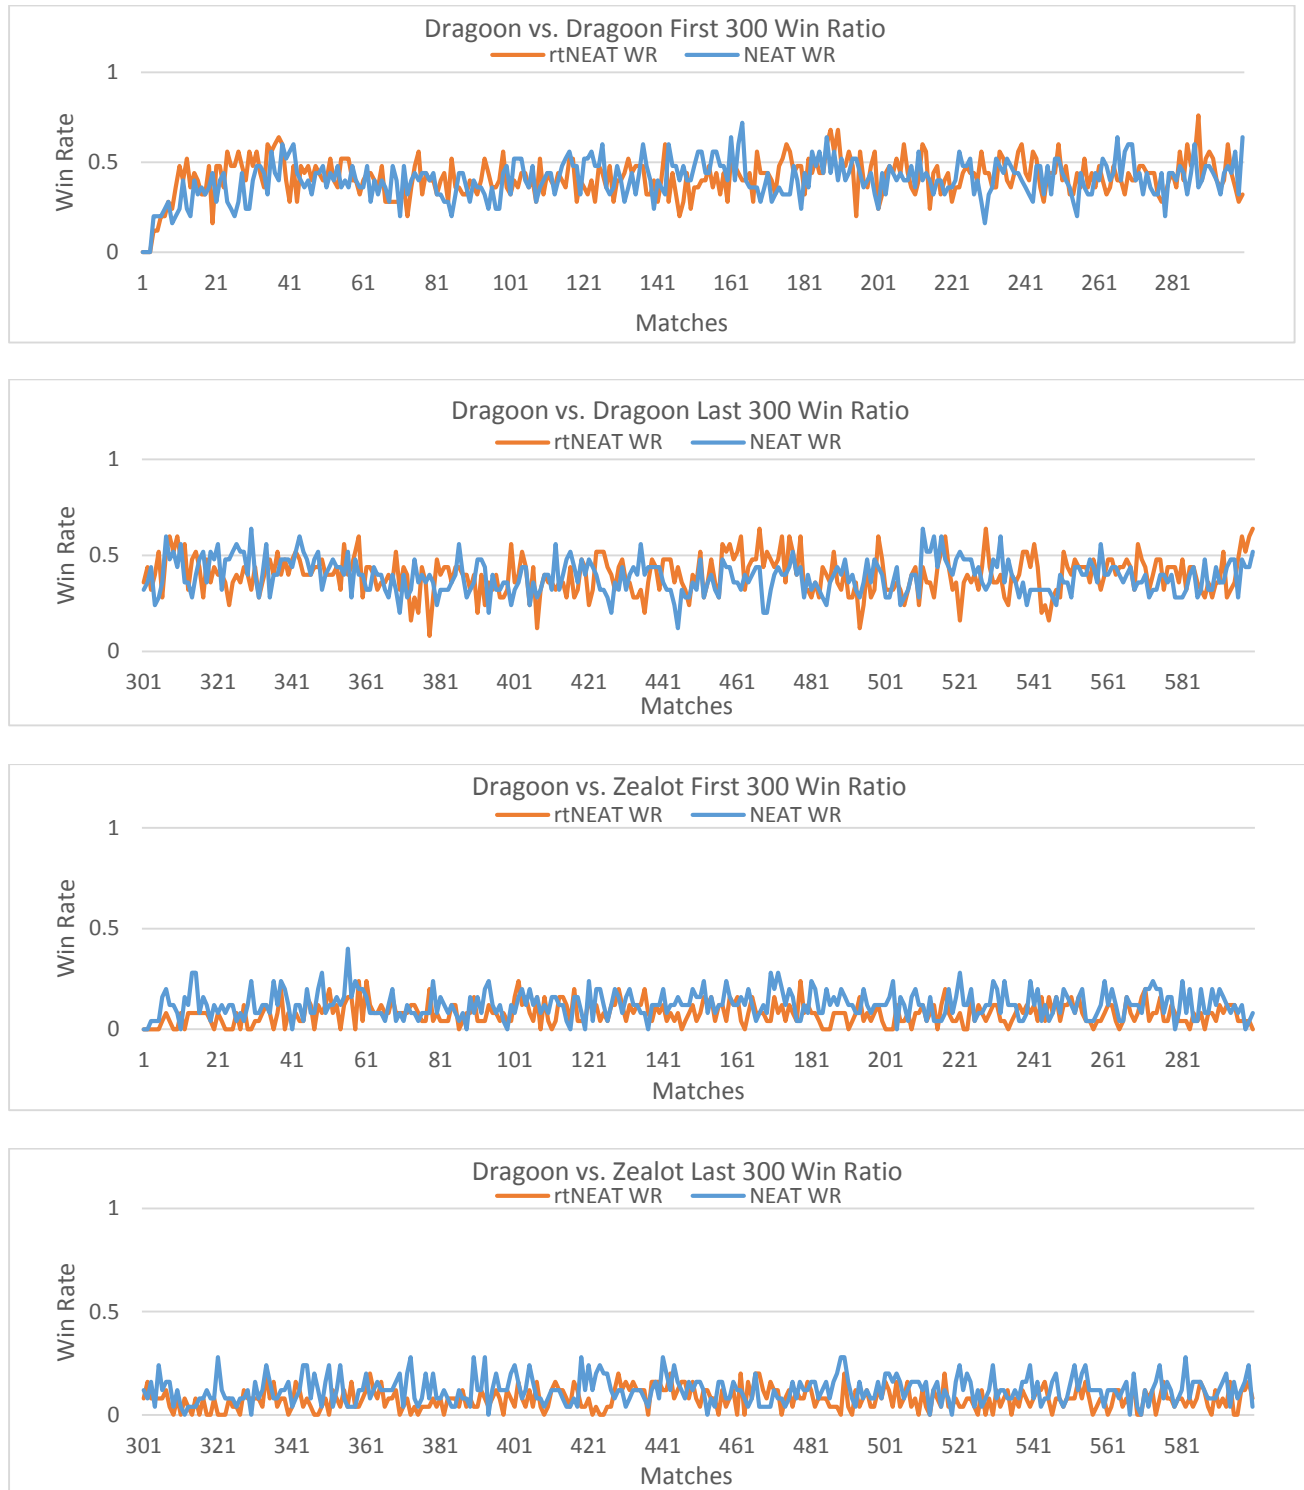 Dragoon vs. Dragoon First 300 Win Ratio
rtNEAT WR NEAT WR
1
0.5
0
Win Rate
1 21 41 61 81 101 121 141 161 181 201 221 241 261 281
Matches
Dragoon vs. Dragoon Last 300 Win Ratio
rtNEAT WR NEAT WR
1
0.5
0
Win Rate
301 321 341 361 381 401 421 441 461 481 501 521 541 561 581
Matches
Dragoon vs. Zealot First 300 Win Ratio
rtNEAT WR NEAT WR
1
0.5
0
Win Rate
1 21 41 61 81 101 121 141 161 181 201 221 241 261 281
Matches
Dragoon vs. Zealot Last 300 Win Ratio
rtNEAT WR NEAT WR
1
0.5
0
Win Rate
301 321 341 361 381 401 421 441 461 481 501 521 541 561 581
Matches